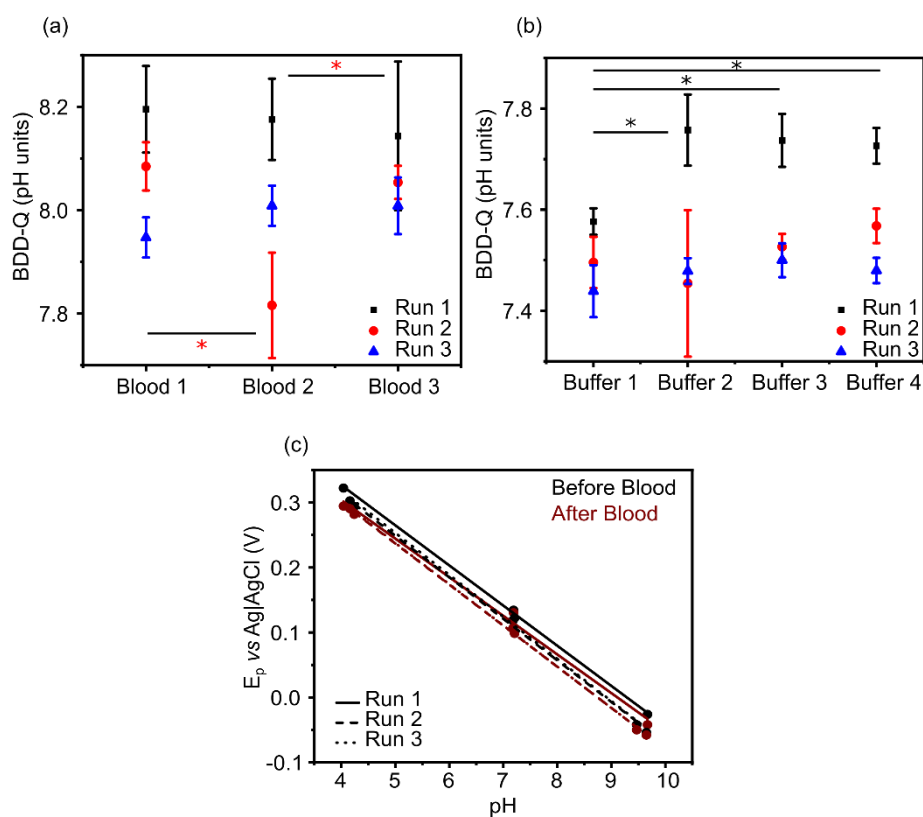 (a)
BDD-Q (pH units)
8.2
8.0
7.8
*
*
Run 1
Run 2
Run 3
Blood 1 Blood 2 Blood 3
(b)
BDD-Q (pH units)
7.8
7.6
7.4
*
*
*
Run 1
Run 2
Run 3
Buffer 1 Buffer 2 Buffer 3 Buffer 4
(c)
Ep vs Ag|AgCl (V)
0.3
0.2
0.1
0.0
-0.1
Before Blood
After Blood
Run 1
Run 2
Run 3
4 5 6 7 8 9 10
pH